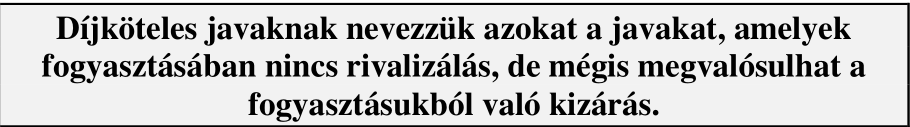 Díjköteles javaknak nevezzük azokat a javakat, amelyek
fogyasztásában nincs rivalizálás, de mégis megvalósulhat a
fogyasztásukból való kizárás.